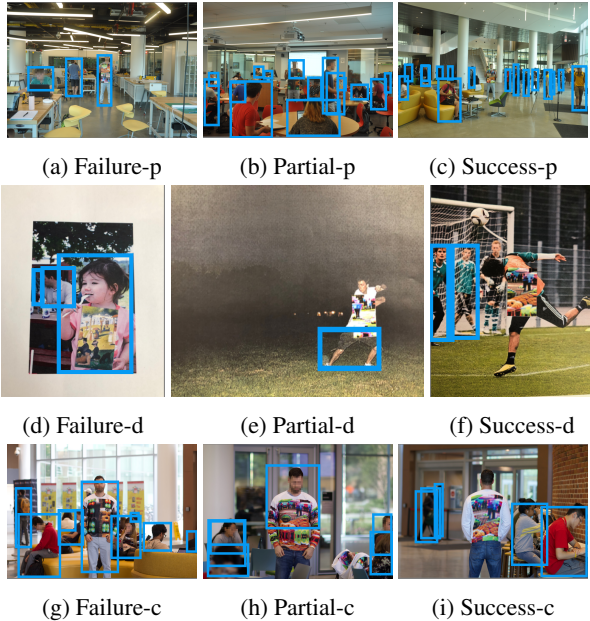 (a) Failure-p
(b) Partial-p
(c) Success-p
(d) Failure-d
(e) Partial-d
(f) Success-d
(g) Failure-c
(h) Partial-c
(i) Success-c